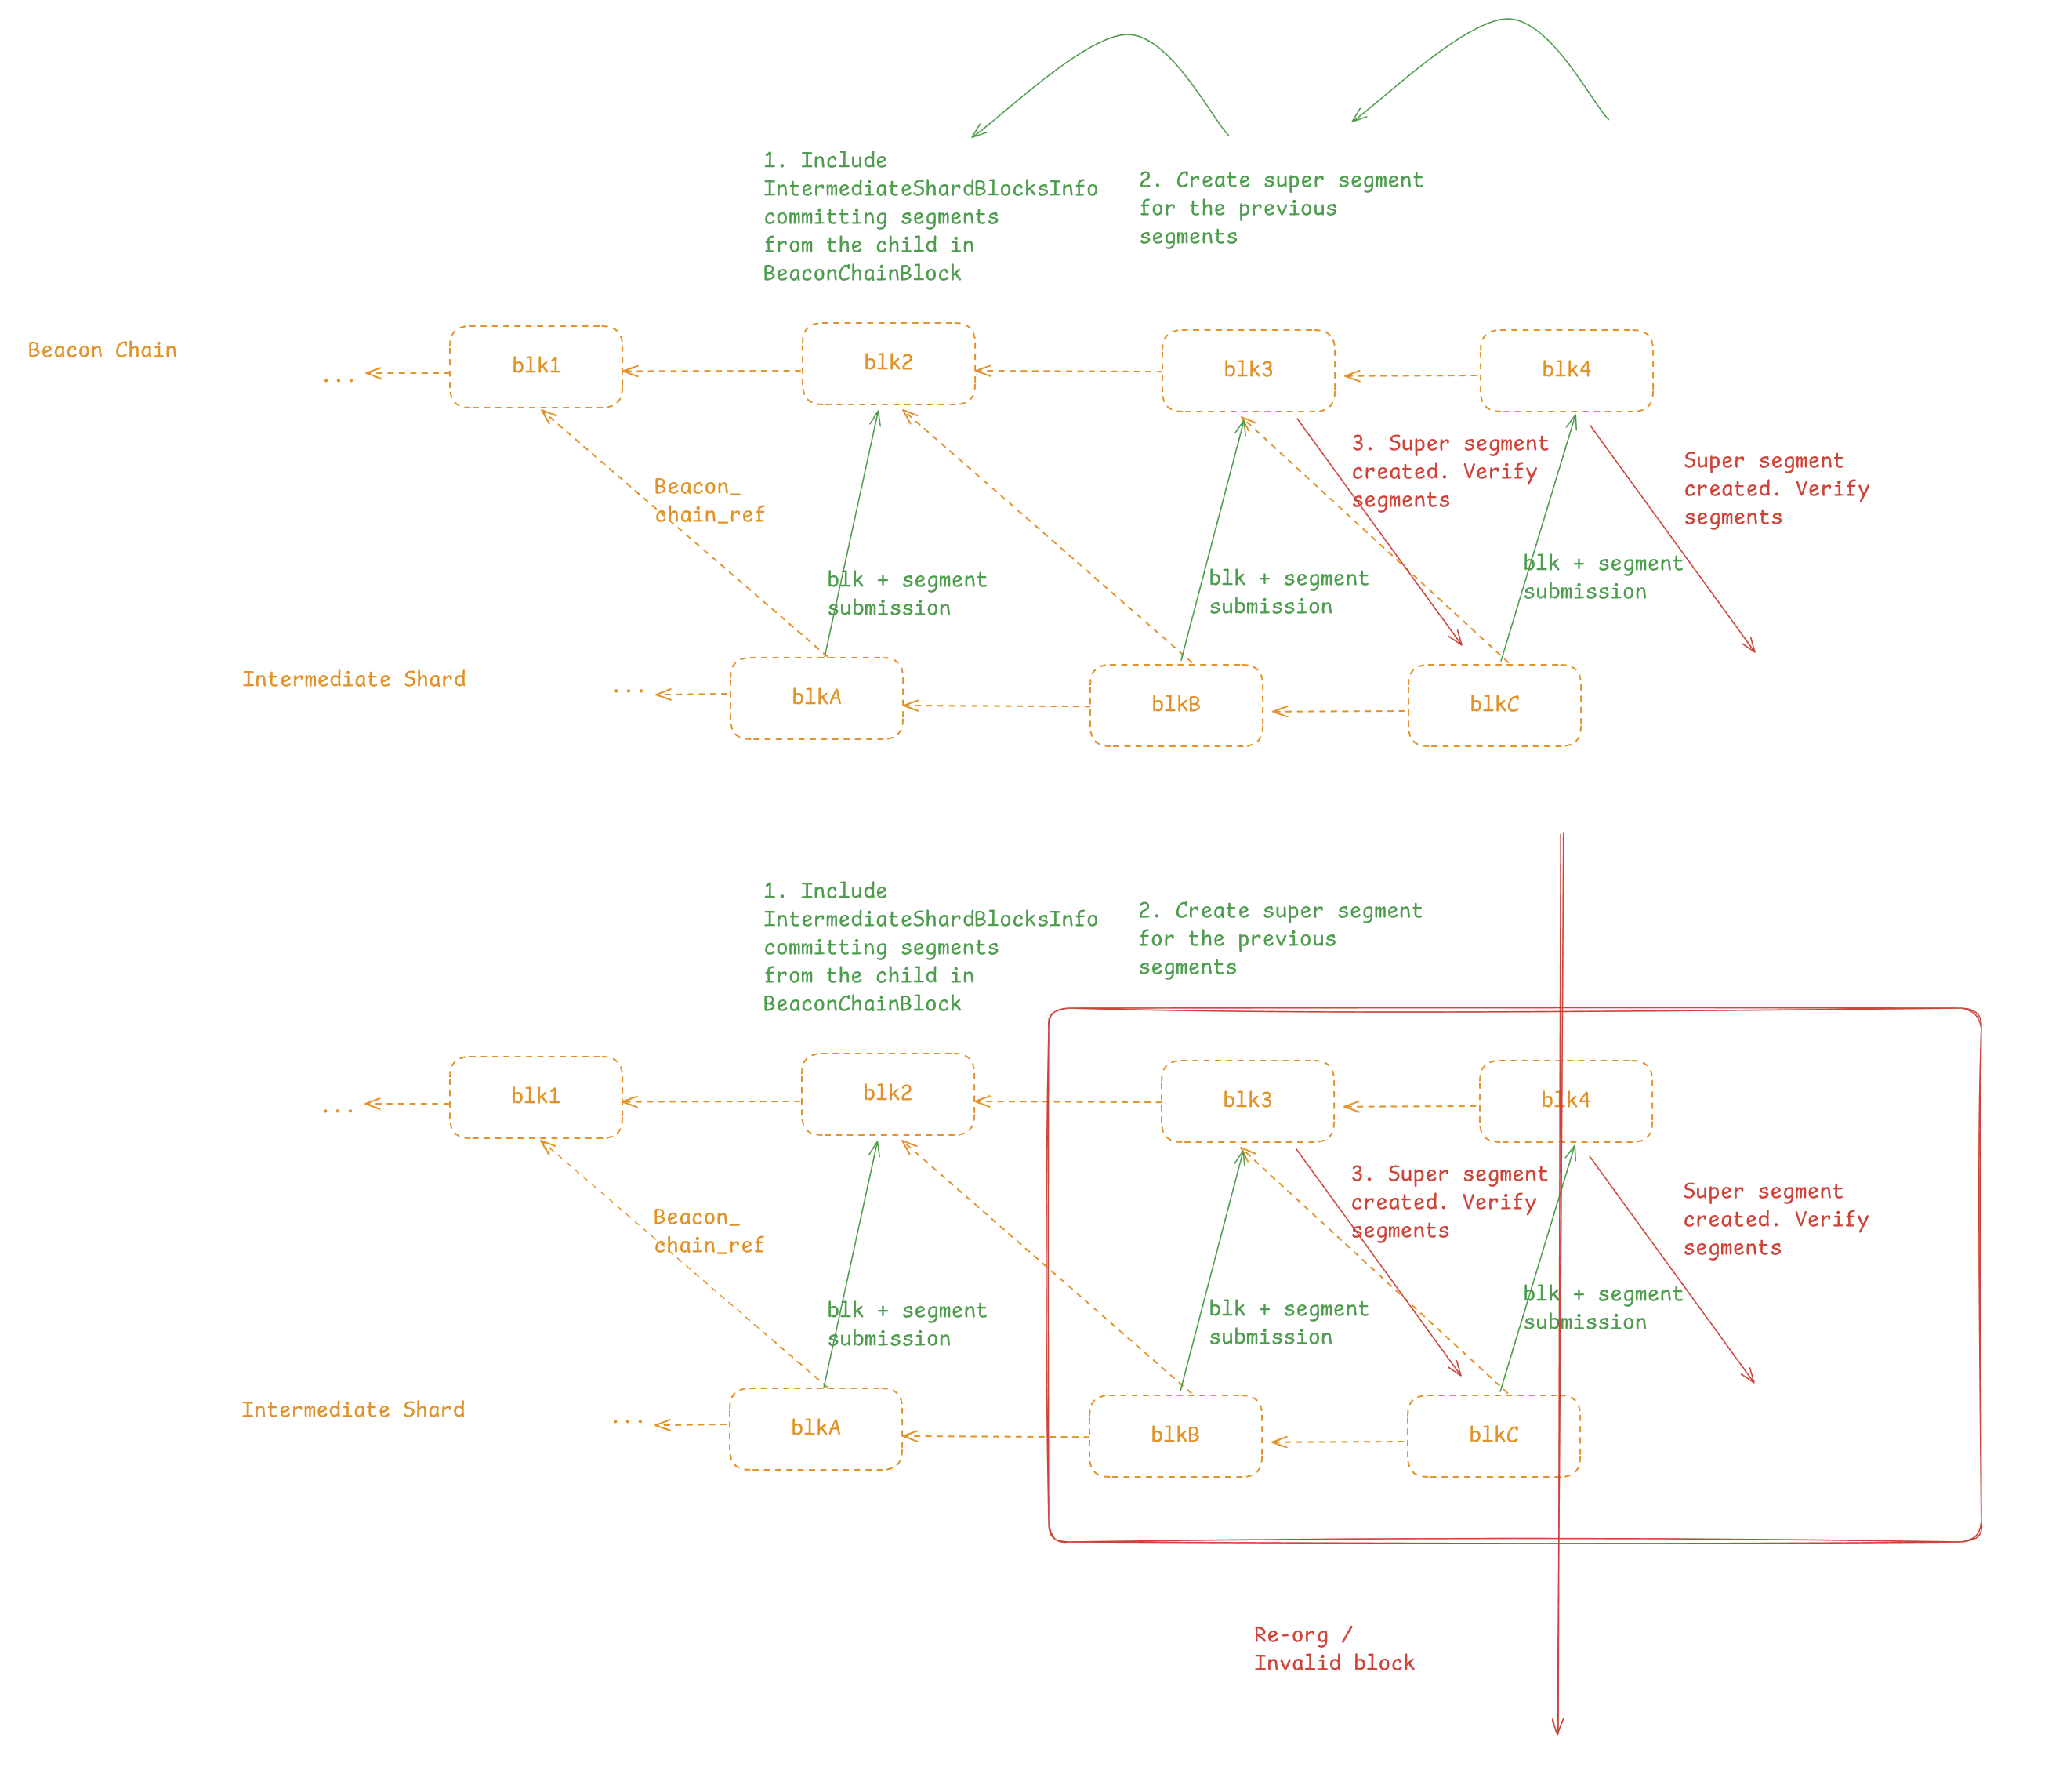 1. Include
IntermediateShardBlocksInfo
committing segments
from the child in
BeaconChainBlock
2. Create super segment
for the previous
segments
Beacon Chain
...
blk1
blk2
blk3
blk4
3. Super segment
created. Verify
segments
Super segment
created. Verify
segments
Beacon_
chain_ref
blk + segment
submission
blk + segment
submission
blk + segment
submission
Intermediate Shard
...
blkA
blkB
blkC
1. Include
IntermediateShardBlocksInfo
committing segments
from the child in
BeaconChainBlock
2. Create super segment
for the previous
segments
...
blk1
blk2
blk3
blk4
3. Super segment
created. Verify
segments
Super segment
created. Verify
segments
Beacon_
chain_ref
blk + segment
submission
blk + segment
submission
blk + segment
submission
Intermediate Shard
...
blkA
blkB
blkC
Re-org /
Invalid block